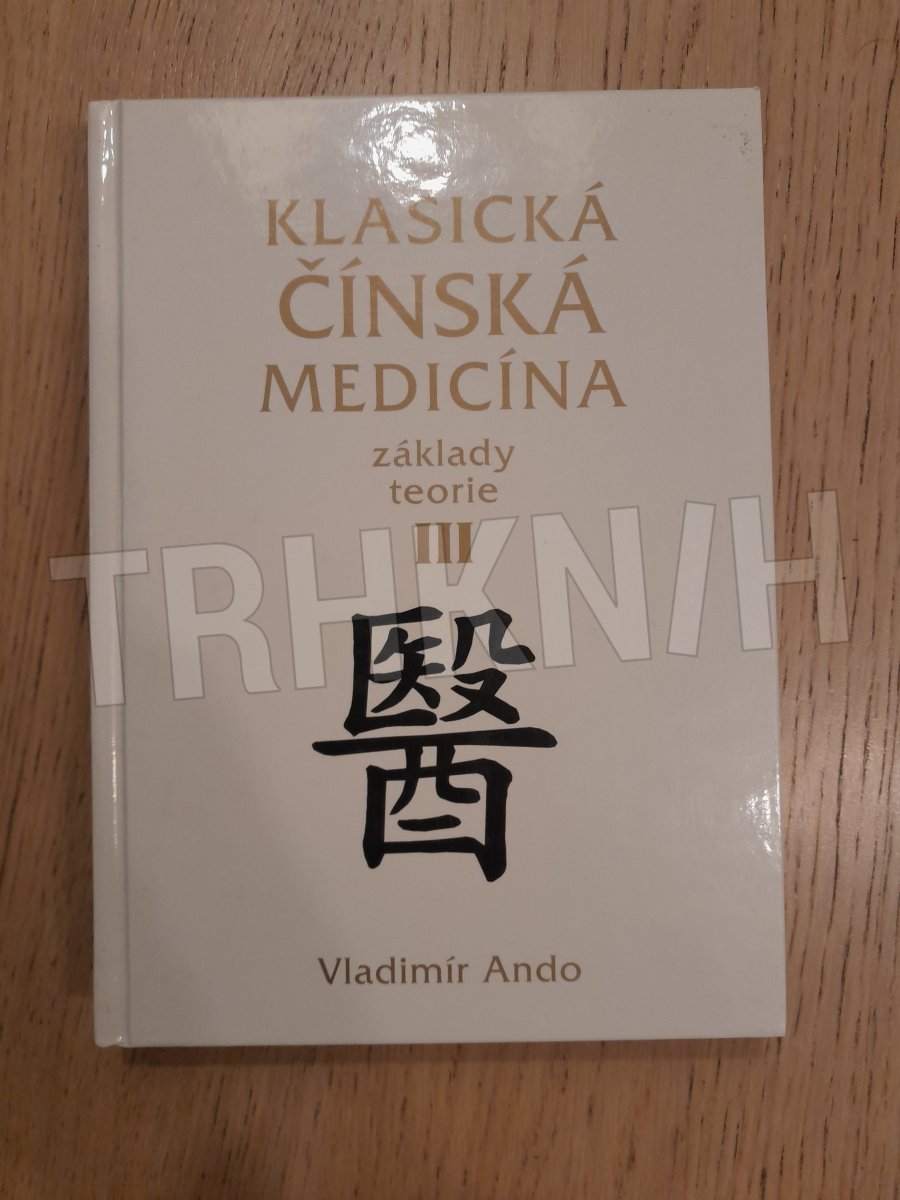 KLASICKÁ
ČÍNSKÁ
MEDICÍNA
základy
teorie
III
TRHKNIH
醫
Vladimír Ando